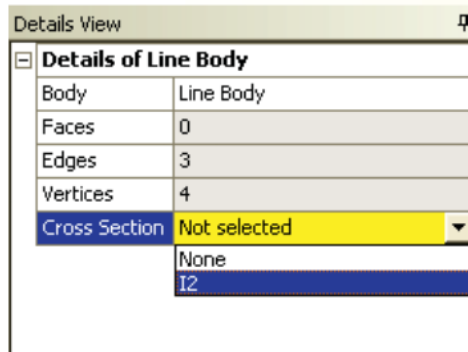 Details View
Details of Line Body
Body Line Body
Faces 0
Edges 3
Vertices 4
Cross Section Not selected
None
I2